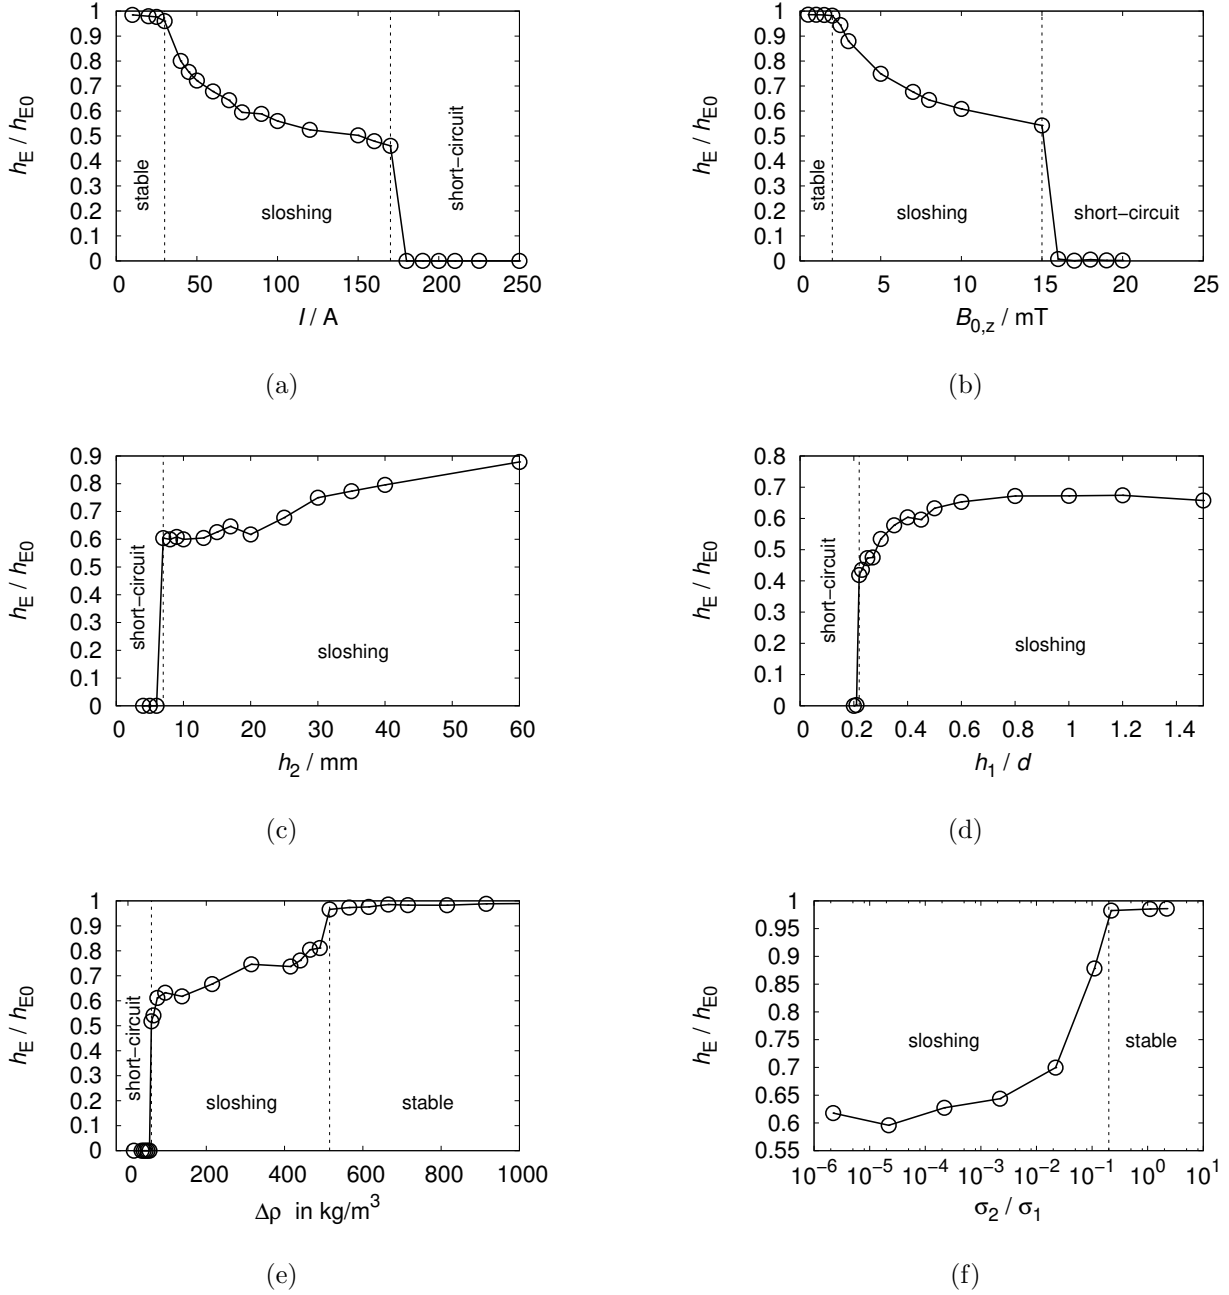 1
0.9
0.8
0.7
0.6
0.5
0.4
0.3
0.2
0.1
0
h_E / h_E0
stable
sloshing
short−circuit
0 50 100 150 200 250
I / A
(a)
1
0.9
0.8
0.7
0.6
0.5
0.4
0.3
0.2
0.1
0
h_E / h_E0
stable
sloshing
short−circuit
0 5 10 15 20 25
B_0,z / mT
(b)
0.9
0.8
0.7
0.6
0.5
0.4
0.3
0.2
0.1
0
h_E / h_E0
short−circuit
sloshing
0 10 20 30 40 50 60
h_2 / mm
(c)
0.8
0.7
0.6
0.5
0.4
0.3
0.2
0.1
0
h_E / h_E0
short−circuit
sloshing
0 0.2 0.4 0.6 0.8 1 1.2 1.4
h_1 / d
(d)
1
0.9
0.8
0.7
0.6
0.5
0.4
0.3
0.2
0.1
0
h_E / h_E0
short−circuit
sloshing
stable
0 200 400 600 800 1000
Δρ in kg/m³
(e)
1
0.95
0.9
0.85
0.8
0.75
0.7
0.65
0.6
0.55
h_E / h_E0
sloshing
stable
10⁻⁶ 10⁻⁵ 10⁻⁴ 10⁻³ 10⁻² 10⁻¹ 10⁰ 10¹
σ_2 / σ_1
(f)